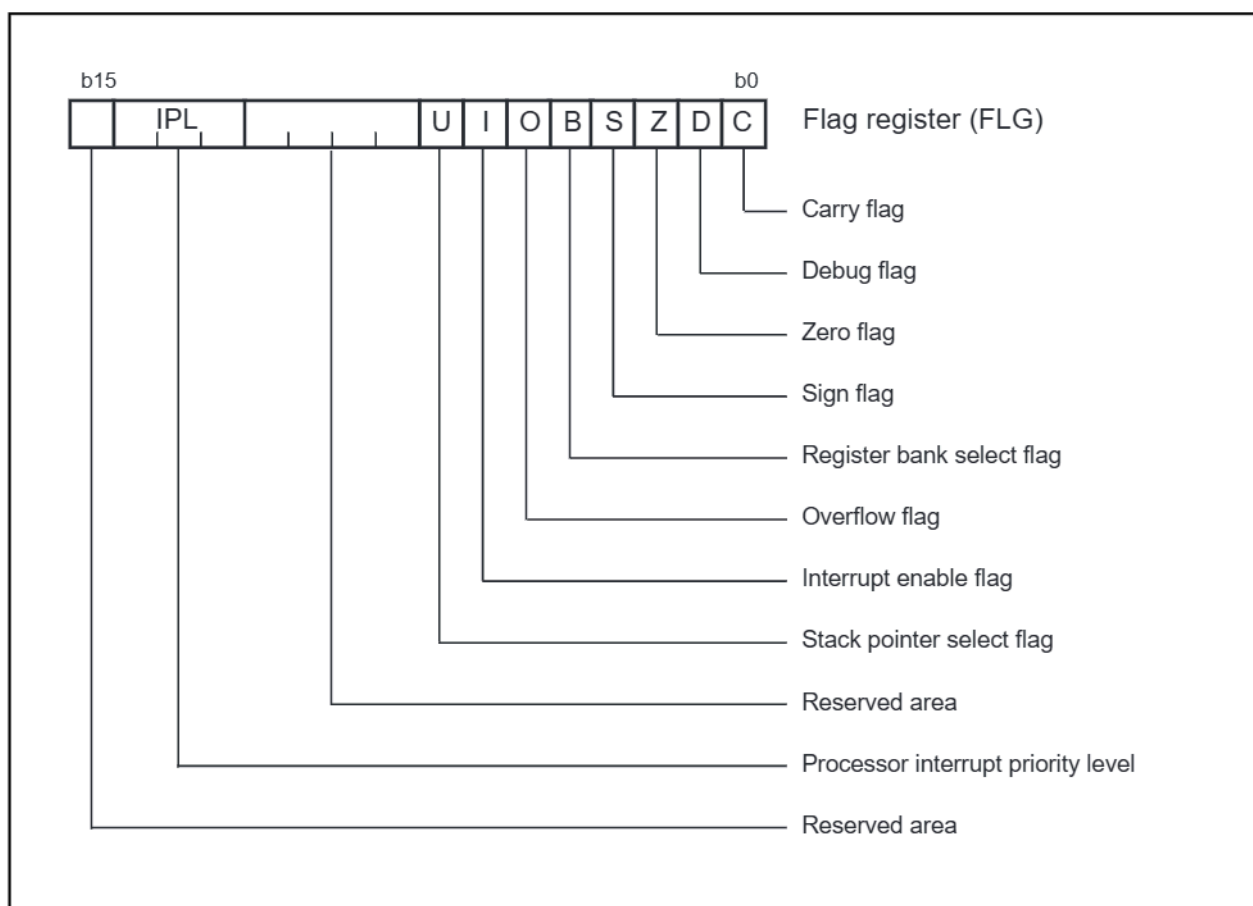 b15 b0
IPL U I O B S Z D C Flag register (FLG)
Carry flag
Debug flag
Zero flag
Sign flag
Register bank select flag
Overflow flag
Interrupt enable flag
Stack pointer select flag
Reserved area
Processor interrupt priority level
Reserved area